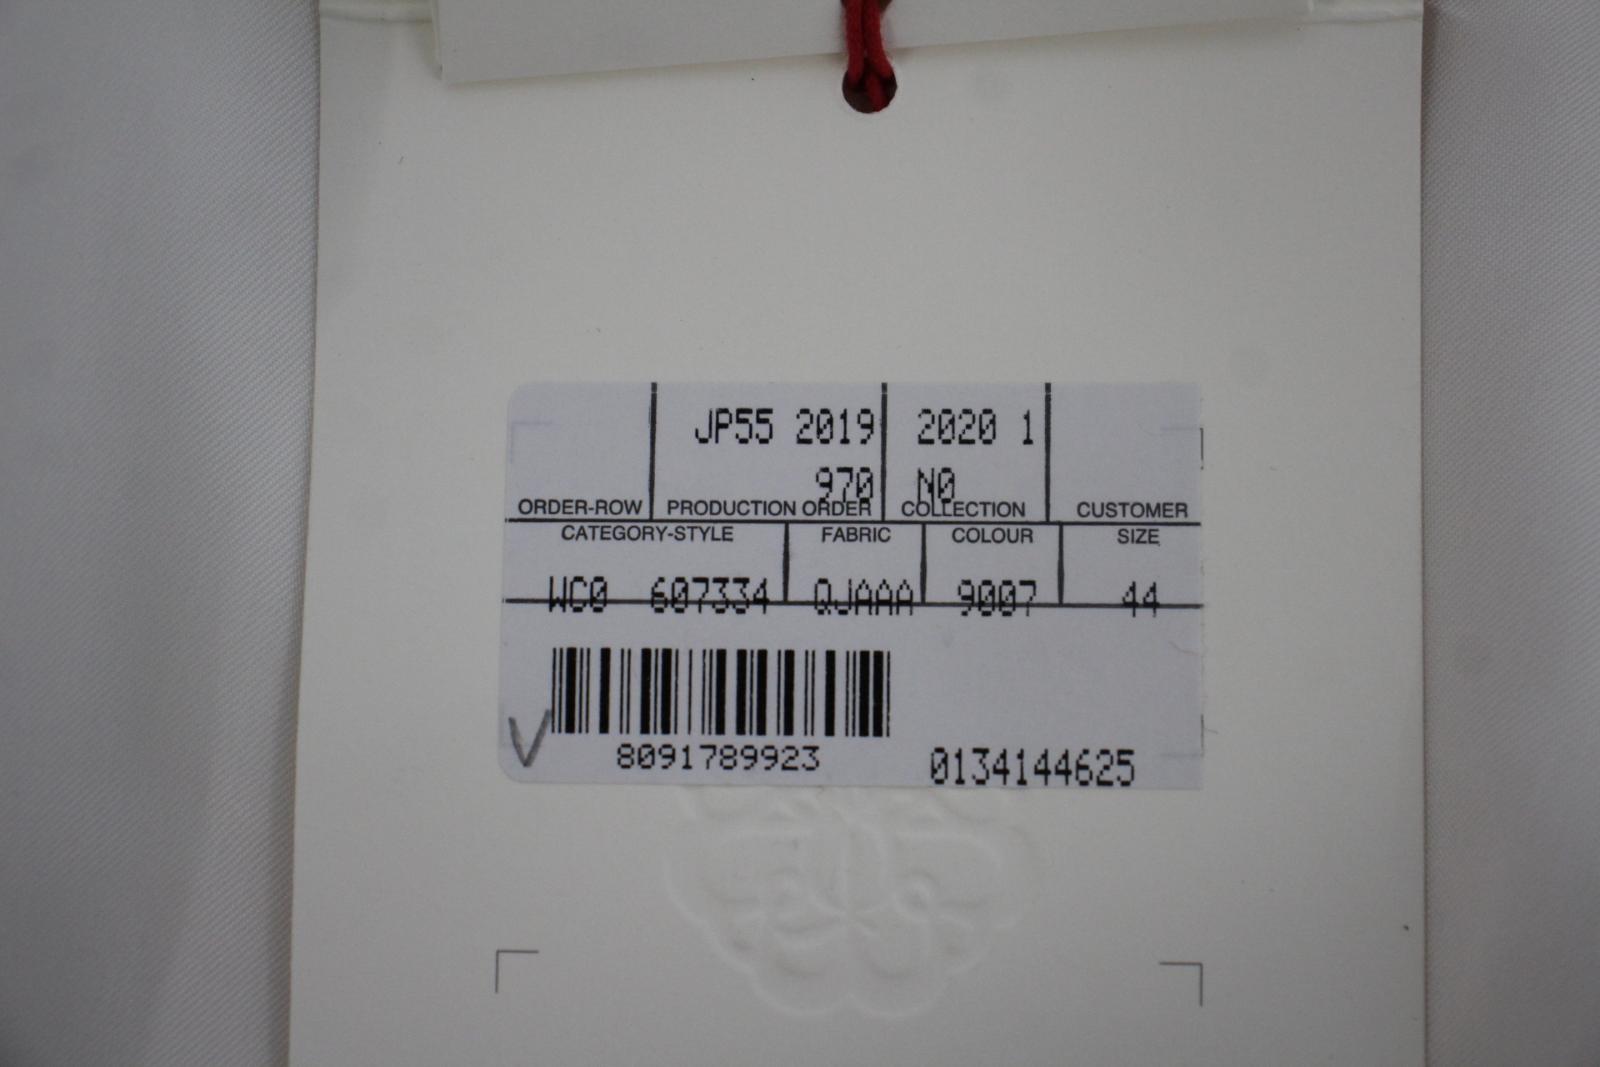 JP55 2019 2020 1
970 N0
ORDER-ROW PRODUCTION ORDER COLLECTION CUSTOMER
CATEGORY-STYLE FABRIC COLOUR SIZE
WC0 607334 QJAAA 9007 44
V
8091789923 0134144625